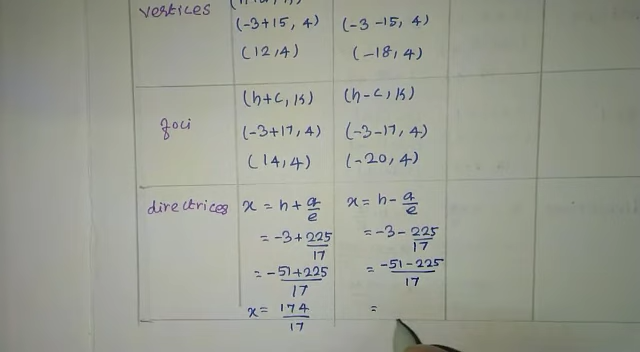 vertices
(-3+15, 4) (-3-15, 4)
(12, 4) (-18, 4)
foci
(h+c, k) (h-c, k)
(-3+17, 4) (-3-17, 4)
(14, 4) (-20, 4)
directrices x = h + a/e x = h - a/e
= -3 + 225/17 = -3 - 225/17
= -51+225/17 = -51-225/17
x = 174/17 =